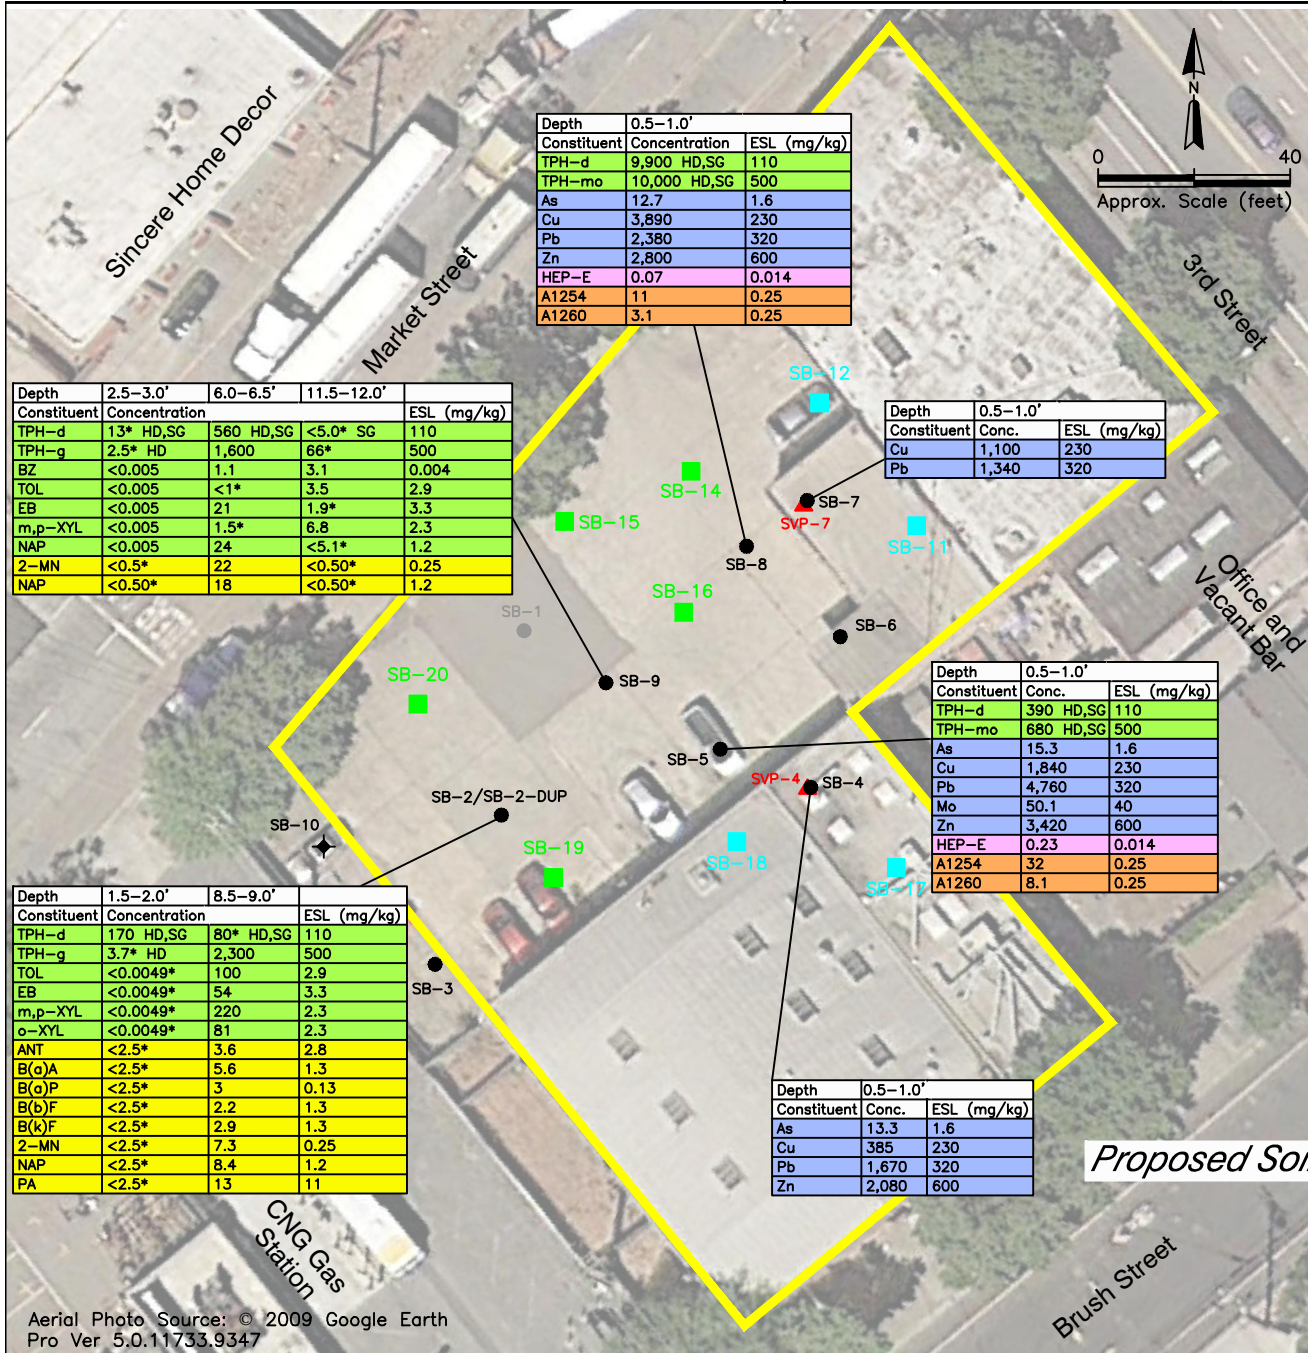 N
0 40
Approx. Scale (feet)
Sincere Home Decor
Market Street
3rd Street
Depth 0.5-1.0'
Constituent Concentration ESL (mg/kg)
TPH-d 9,900 HD,SG 110
TPH-mo 10,000 HD,SG 500
As 12.7 1.6
Cu 3,890 230
Pb 2,380 320
Zn 2,800 600
HEP-E 0.07 0.014
A1254 11 0.25
A1260 3.1 0.25
Depth 2.5-3.0' 6.0-6.5' 11.5-12.0'
Constituent Concentration ESL (mg/kg)
TPH-d 13* HD,SG 560 HD,SG <5.0* SG 110
TPH-g 2.5* HD 1,600 66* 500
BZ <0.005 1.1 3.1 0.004
TOL <0.005 <1* 3.5 2.9
EB <0.005 21 1.9* 3.3
m,p-XYL <0.005 1.5* 6.8 2.3
NAP <0.005 24 <5.1* 1.2
2-MN <0.5* 22 <0.50* 0.25
NAP <0.50* 18 <0.50* 1.2
SB-12
Depth 0.5-1.0'
Constituent Conc. ESL (mg/kg)
Cu 1,100 230
Pb 1,340 320
SB-14
SB-15
SB-7
SVP-7
SB-11
SB-8
SB-16
SB-1
SB-6
Office and
Vacant Bar
SB-20
SB-9
Depth 0.5-1.0'
Constituent Conc. ESL (mg/kg)
TPH-d 390 HD,SG 110
TPH-mo 680 HD,SG 500
As 15.3 1.6
Cu 1,840 230
Pb 4,760 320
Mo 50.1 40
Zn 3,420 600
HEP-E 0.23 0.014
A1254 32 0.25
A1260 8.1 0.25
SB-5
SVP-4
SB-4
SB-2/SB-2-DUP
SB-10
SB-19
SB-18
SB-17
Depth 1.5-2.0' 8.5-9.0'
Constituent Concentration ESL (mg/kg)
TPH-d 170 HD,SG 80* HD,SG 110
TPH-g 3.7* HD 2,300 500
TOL <0.0049* 100 2.9
EB <0.0049* 54 3.3
m,p-XYL <0.0049* 220 2.3
o-XYL <0.0049* 81 2.3
ANT <2.5* 3.6 2.8
B(a)A <2.5* 5.6 1.3
B(a)P <2.5* 3 0.13
B(b)F <2.5* 2.2 1.3
B(k)F <2.5* 2.9 1.3
2-MN <2.5* 7.3 0.25
NAP <2.5* 8.4 1.2
PA <2.5* 13 11
SB-3
Depth 0.5-1.0'
Constituent Conc. ESL (mg/kg)
As 13.3 1.6
Cu 385 230
Pb 1,670 320
Zn 2,080 600
Proposed
CNG Gas
Station
Brush Street
Aerial Photo Source: © 2009 Google Earth
Pro Ver 5.0.11733.9347